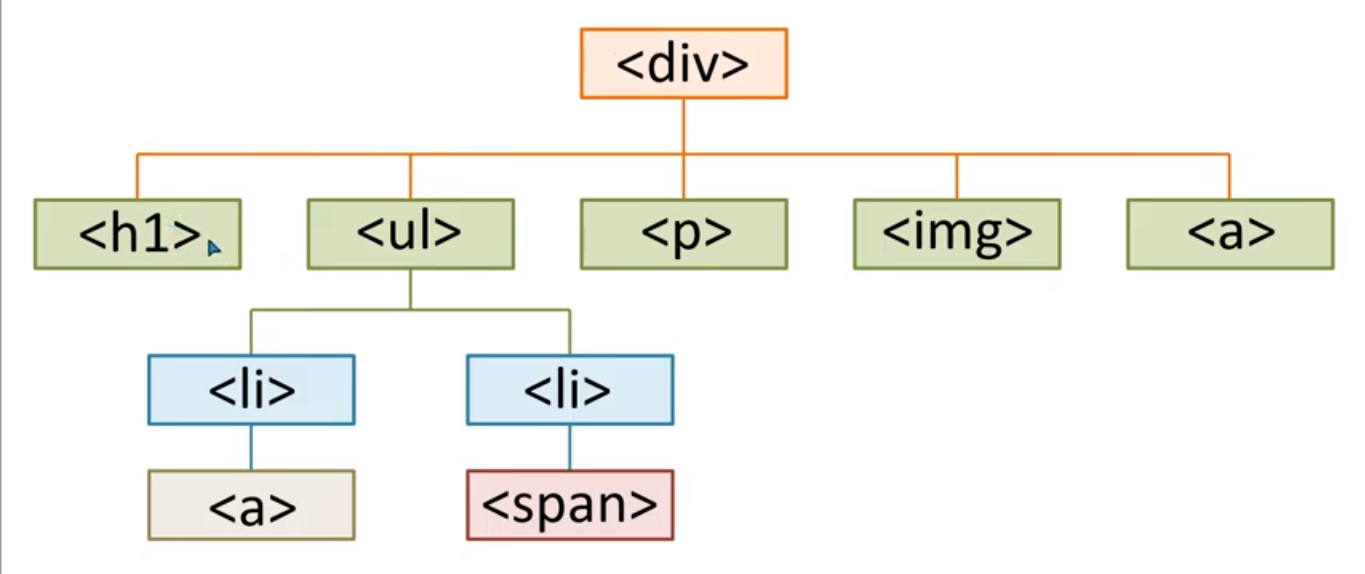 <div>
<h1>
<ul>
<p>
<img>
<a>
<li>
<li>
<a>
<span>